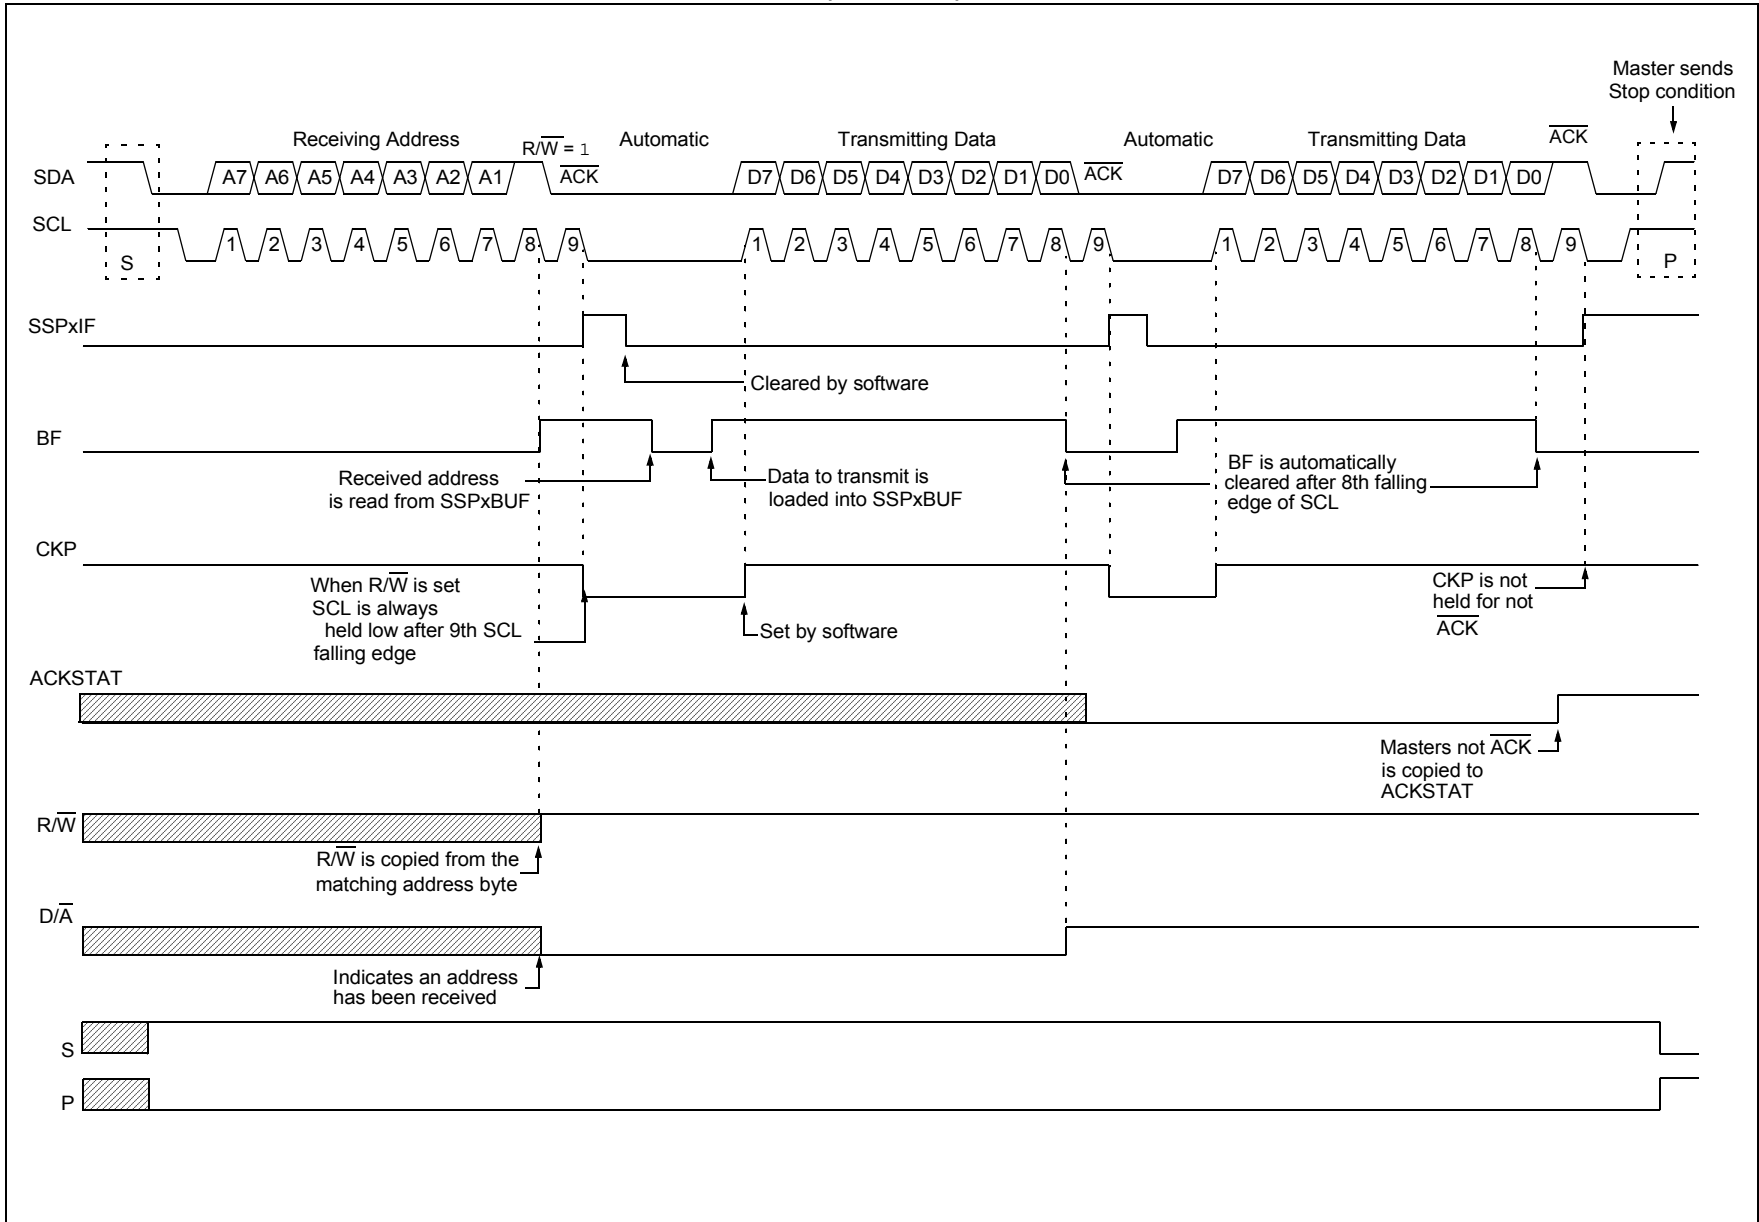 Master sends
Stop condition
Receiving Address
R/W̅ = 1
Automatic
Transmitting Data
Automatic
Transmitting Data
A̅C̅K̅
SDA
A7 A6 A5 A4 A3 A2 A1
A̅C̅K̅
D7 D6 D5 D4 D3 D2 D1 D0
A̅C̅K̅
D7 D6 D5 D4 D3 D2 D1 D0
SCL
S
1 2 3 4 5 6 7 8 9
1 2 3 4 5 6 7 8 9
1 2 3 4 5 6 7 8 9
P
SSPxIF
Cleared by software
BF
Received address
is read from SSPxBUF
Data to transmit is
loaded into SSPxBUF
BF is automatically
cleared after 8th falling
edge of SCL
CKP
When R/W̅ is set
SCL is always
held low after 9th SCL
falling edge
Set by software
CKP is not
held for not
A̅C̅K̅
ACKSTAT
Masters not A̅C̅K̅
is copied to
ACKSTAT
R/W̅
R/W̅ is copied from the
matching address byte
D/A̅
Indicates an address
has been received
S
P